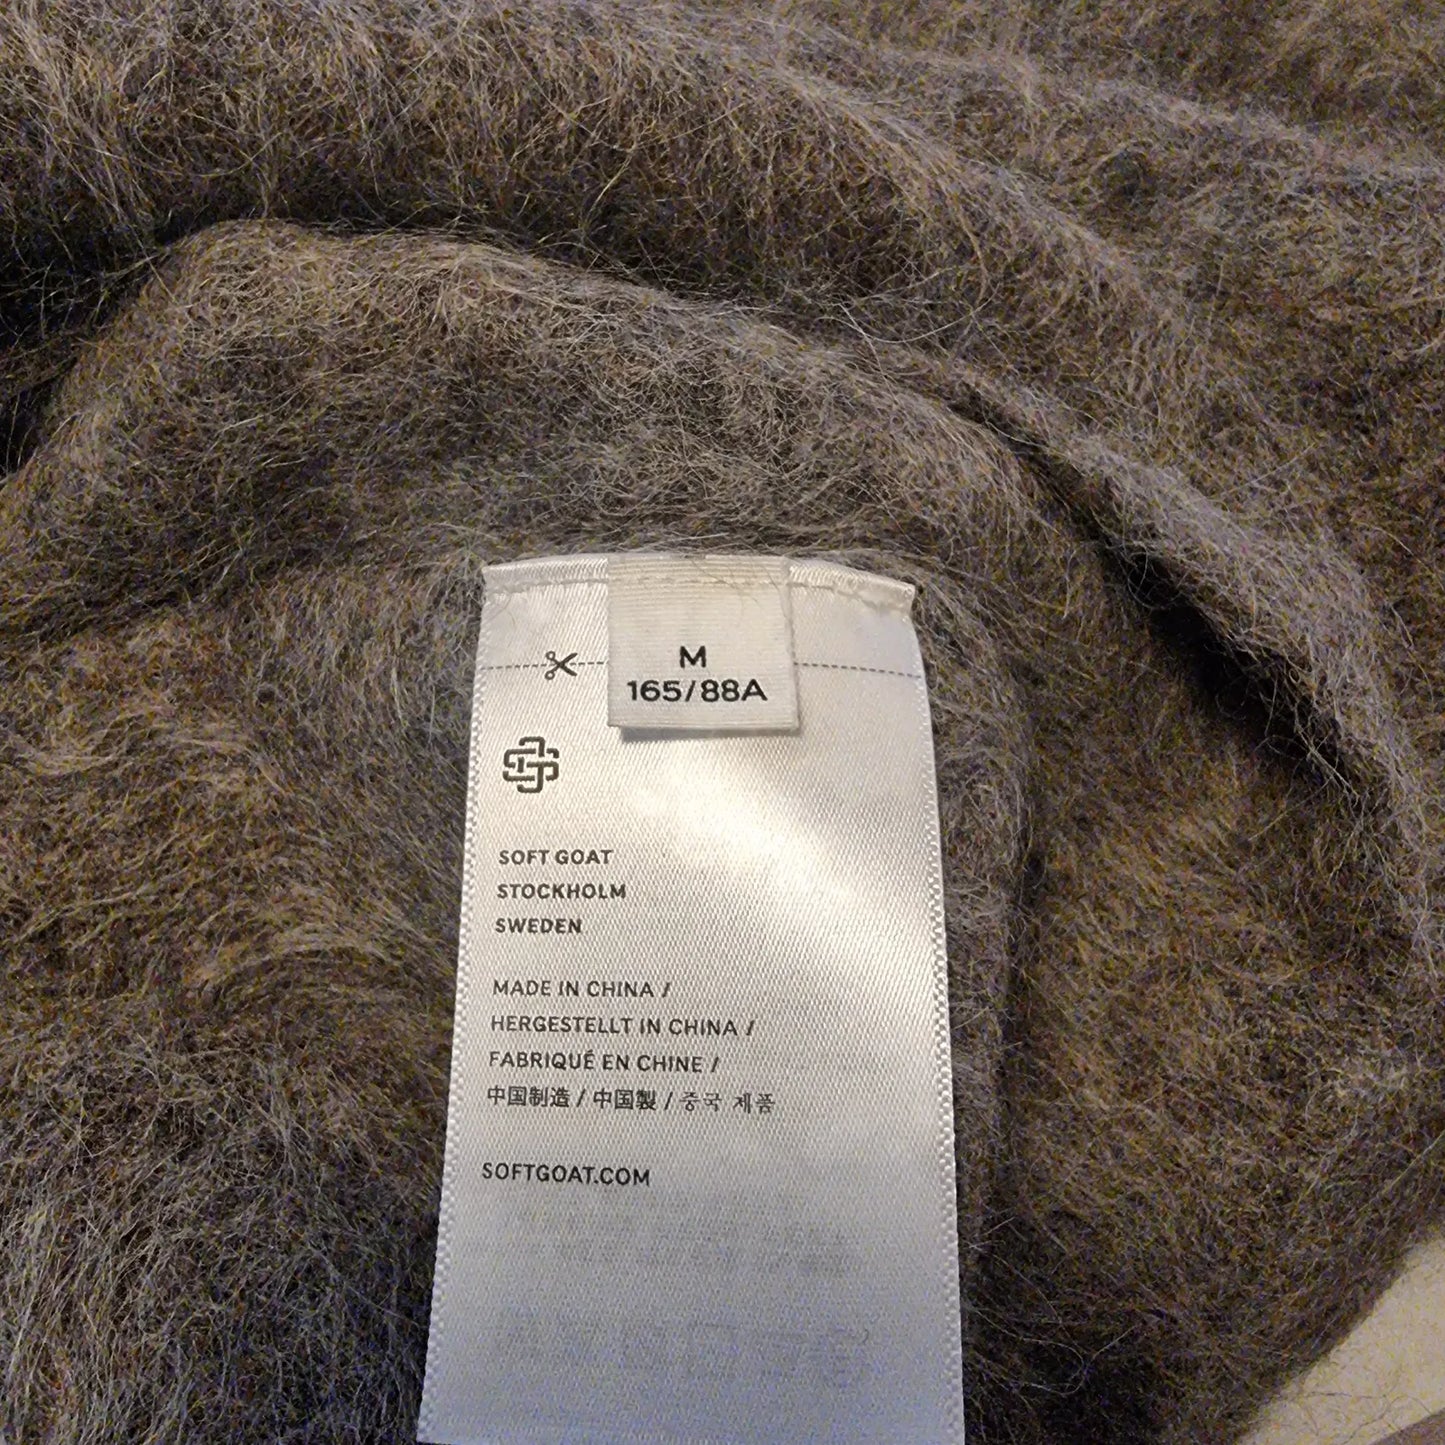 M
165/88A
SOFT GOAT
STOCKHOLM
SWEDEN
MADE IN CHINA /
HERGESTELLT IN CHINA /
FABRIQUÉ EN CHINE /
中国制造 / 中国製 / 중국 제품
SOFTGOAT.COM